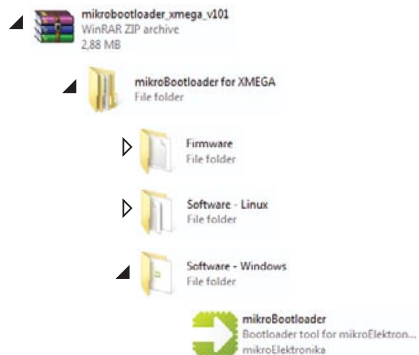 mikrobootloader_xmega_v101
WinRAR ZIP archive
2,88 MB
mikroBootloader for XMEGA
File folder
Firmware
File folder
Software - Linux
File folder
Software - Windows
File folder
mikroBootloader
Bootloader tool for mikroElektron...
mikroElektronika